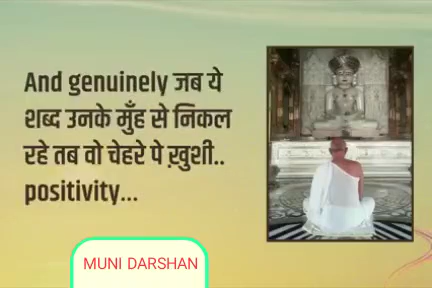 And genuinely जब ये
शब्द उनके मुँह से निकल
रहे तब वो चेहरे पे ख़ुशी..
positivity...
MUNI DARSHAN